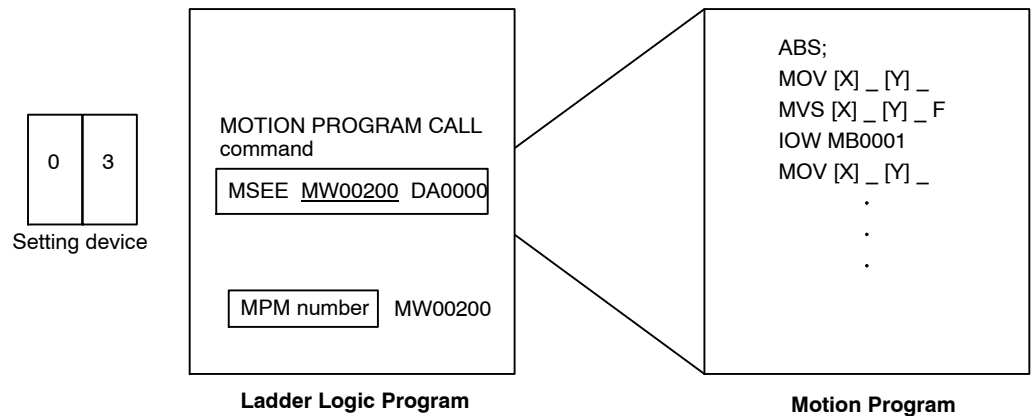 0 3
Setting device
MOTION PROGRAM CALL
command
MSEE MW00200 DA0000
MPM number MW00200
Ladder Logic Program
ABS;
MOV [X] _ [Y] _
MVS [X] _ [Y] _ F
IOW MB0001
MOV [X] _ [Y] _
.
.
.
Motion Program